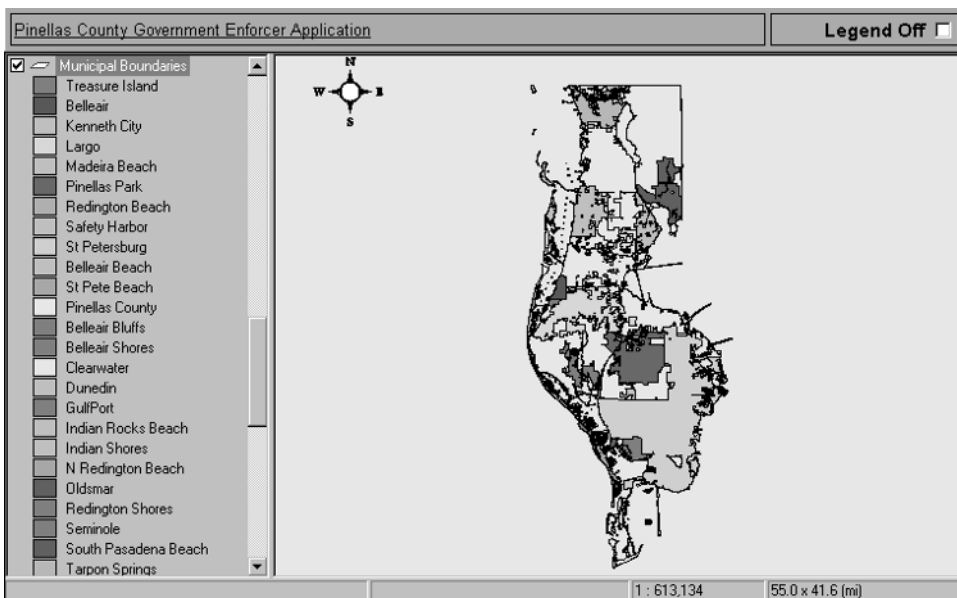 Pinellas County Government Enforcer Application
Legend Off
Municipal Boundaries
Treasure Island
Belleair
Kenneth City
Largo
Madeira Beach
Pinellas Park
Redington Beach
Safety Harbor
St Petersburg
Belleair Beach
St Pete Beach
Pinellas County
Belleair Bluffs
Belleair Shores
Clearwater
Dunedin
GulfPort
Indian Rocks Beach
Indian Shores
N Redington Beach
Oldsmar
Redington Shores
Seminole
South Pasadena Beach
Tarpon Springs
N
W E
S
1 : 613,134
55.0 x 41.6 (mi)